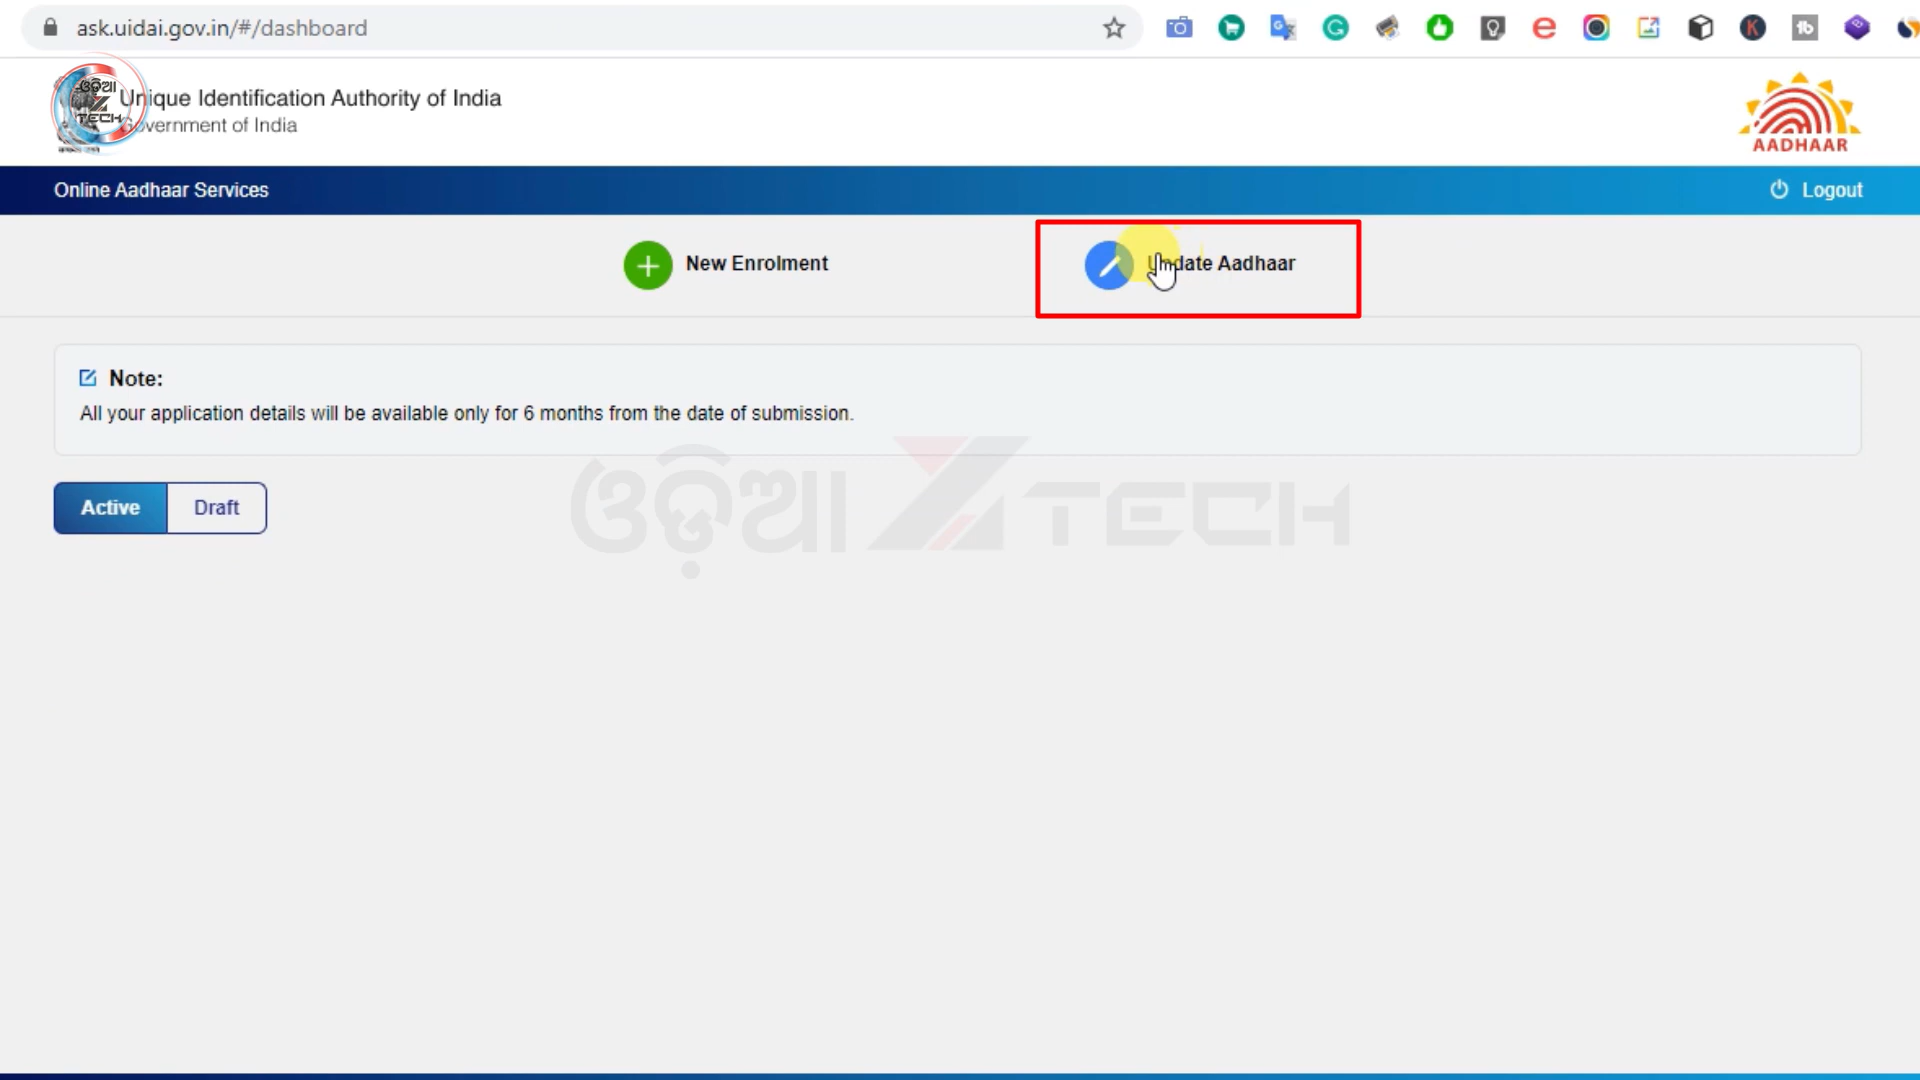 ask.uidai.gov.in/#/dashboard
ଓଡ଼ିଆ
Z
TECH
Unique Identification Authority of India
Government of India
AADHAAR
Online Aadhaar Services
Logout
New Enrolment
Update Aadhaar
Note:
All your application details will be available only for 6 months from the date of submission.
ଓଡ଼ିଆ Z TECH
Active
Draft